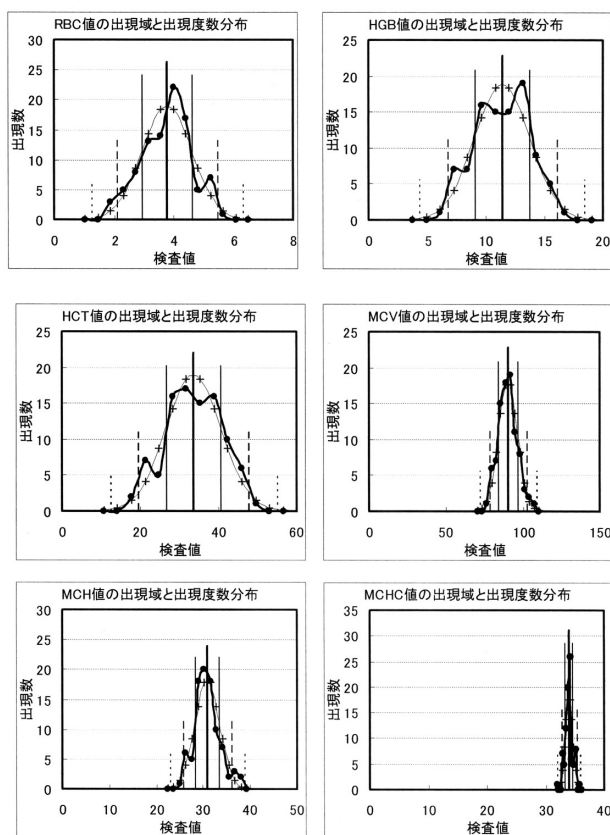 RBC値の出現域と出現度数分布
出現数
30
25
20
15
10
5
0
0 2 4 6 8
検査値
HGB値の出現域と出現度数分布
出現数
25
20
15
10
5
0
0 5 10 15 20
検査値
HCT値の出現域と出現度数分布
出現数
25
20
15
10
5
0
0 20 40 60
検査値
MCV値の出現域と出現度数分布
出現数
25
20
15
10
5
0
0 50 100 150
検査値
MCH値の出現域と出現度数分布
出現数
30
25
20
15
10
5
0
0 10 20 30 40 50
検査値
MCHC値の出現域と出現度数分布
出現数
35
30
25
20
15
10
5
0
0 10 20 30 40
検査値